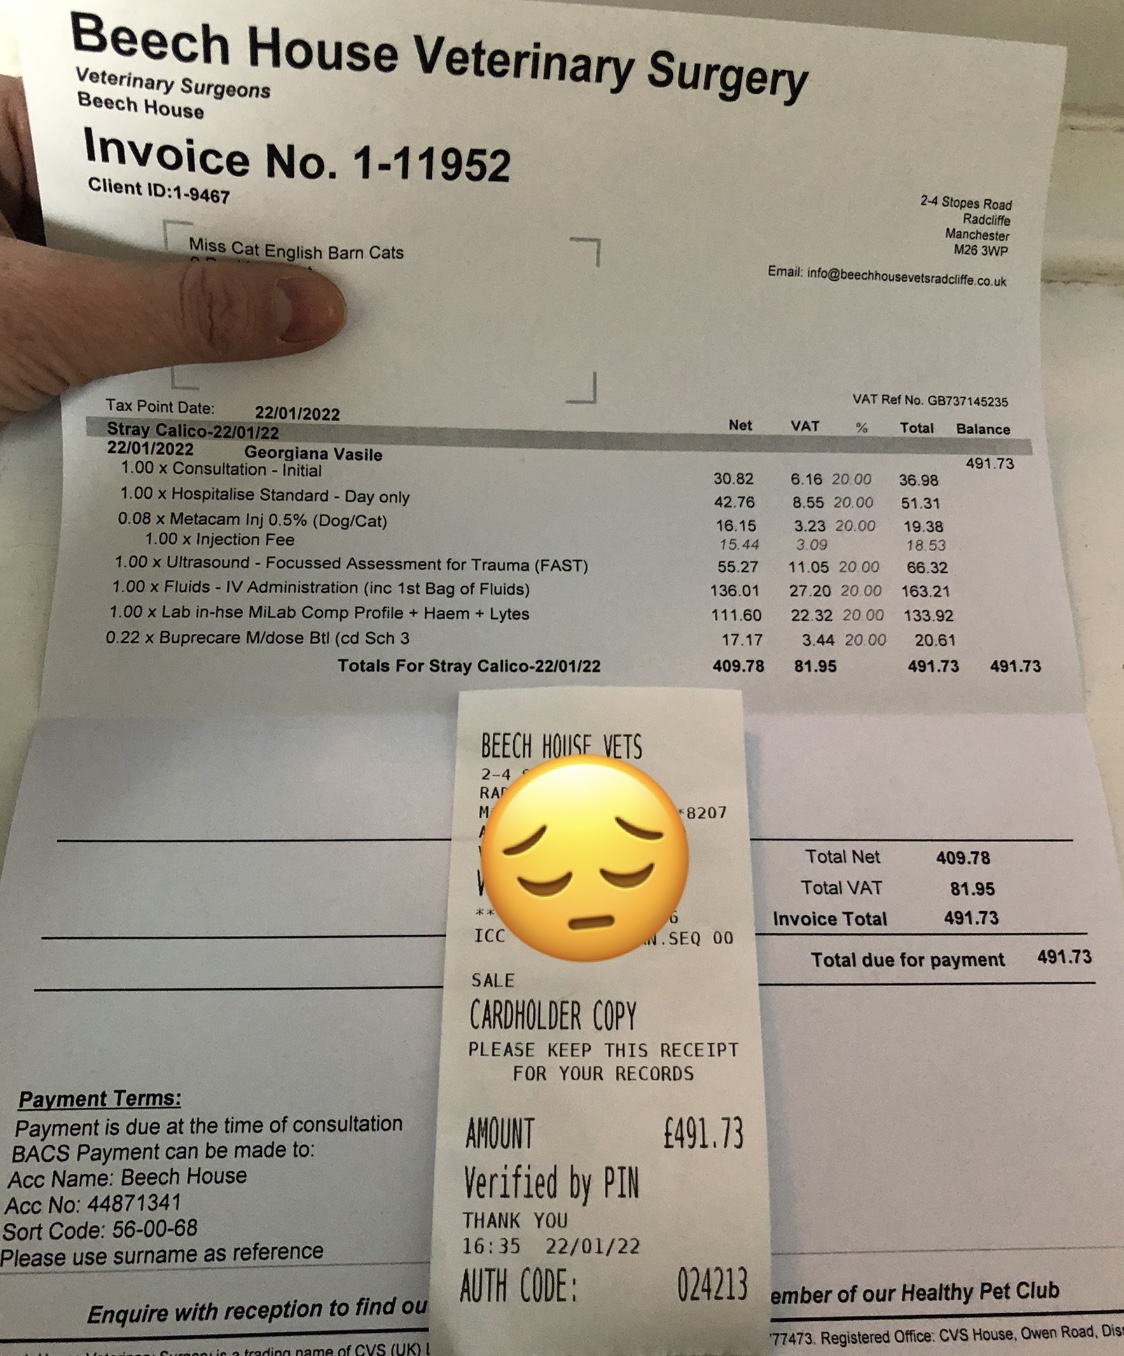 Beech House Veterinary Surgery
Veterinary Surgeons
Beech House
Invoice No. 1-11952
Client ID:1-9467
2-4 Stopes Road
Radcliffe
Manchester
M26 3WP
Email: info@beechhousevetsradcliffe.co.uk
Miss Cat English Barn Cats
VAT Ref No. GB737145235
Tax Point Date: 22/01/2022
Net VAT % Total Balance
Stray Calico-22/01/22
491.73
22/01/2022 Georgiana Vasile
1.00 x Consultation - Initial 30.82 6.16 20.00 36.98
1.00 x Hospitalise Standard - Day only 42.76 8.55 20.00 51.31
0.08 x Metacam Inj 0.5% (Dog/Cat) 16.15 3.23 20.00 19.38
1.00 x Injection Fee 15.44 3.09 18.53
1.00 x Ultrasound - Focussed Assessment for Trauma (FAST) 55.27 11.05 20.00 66.32
1.00 x Fluids - IV Administration (inc 1st Bag of Fluids) 136.01 27.20 20.00 163.21
1.00 x Lab in-hse MiLab Comp Profile + Haem + Lytes 111.60 22.32 20.00 133.92
0.22 x Buprecare M/dose Btl (cd Sch 3 17.17 3.44 20.00 20.61
Totals For Stray Calico-22/01/22 409.78 81.95 491.73 491.73
BEECH HOUSE VETS
2-4
*8207
**
ICC .SEQ 00
SALE
CARDHOLDER COPY
PLEASE KEEP THIS RECEIPT
FOR YOUR RECORDS
AMOUNT £491.73
Verified by PIN
THANK YOU
16:35 22/01/22
AUTH CODE: 024213
Total Net 409.78
Total VAT 81.95
Invoice Total 491.73
Total due for payment 491.73
Payment Terms:
Payment is due at the time of consultation
BACS Payment can be made to:
Acc Name: Beech House
Acc No: 44871341
Sort Code: 56-00-68
Please use surname as reference
Enquire with reception to find ou
ember of our Healthy Pet Club
77473. Registered Office: CVS House, Owen Road, Diss
is a trading name of CVS (UK) L